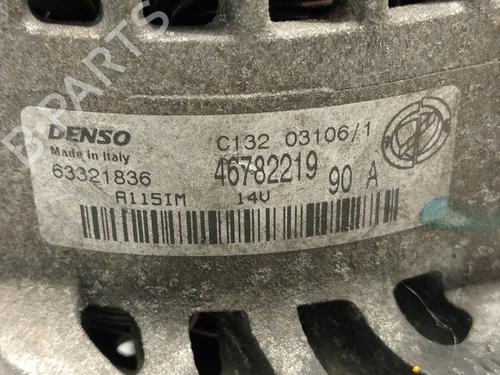 B-PARTS
DENSO
Made in Italy
63321836
C132 03106/1
46782219
90 A
A115IM 14V